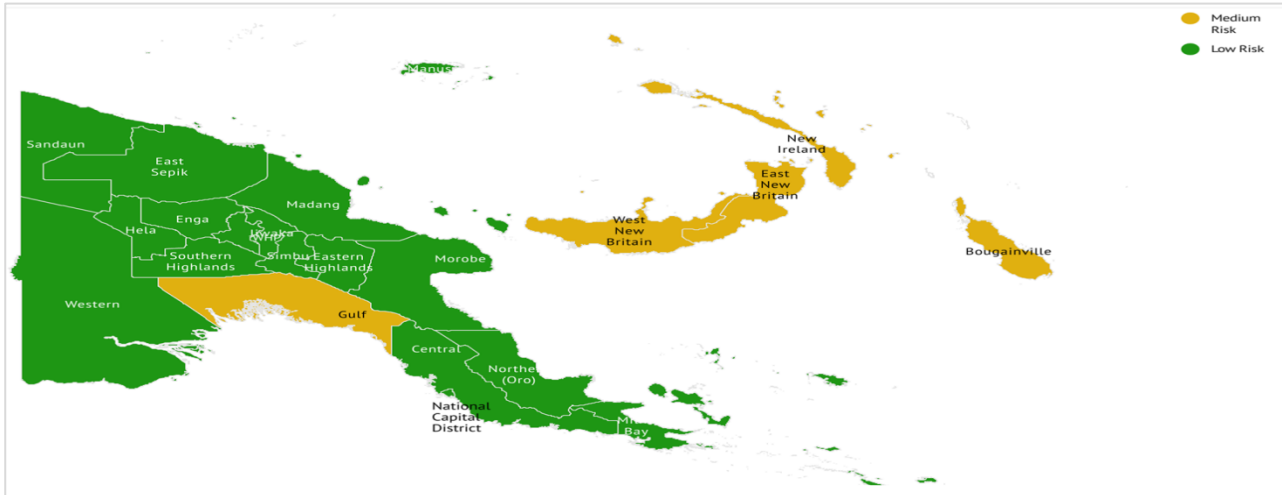 Medium
Risk
Low Risk
Manus
Sandaun
East
Sepik
Madang
New
Ireland
East
New
Britain
West
New
Britain
Enga
Hela
Southern
Highlands
Simbu
Eastern
Highlands
Morobe
Bougainville
Western
Gulf
Central
National
Capital
District
(Oro)
Bay